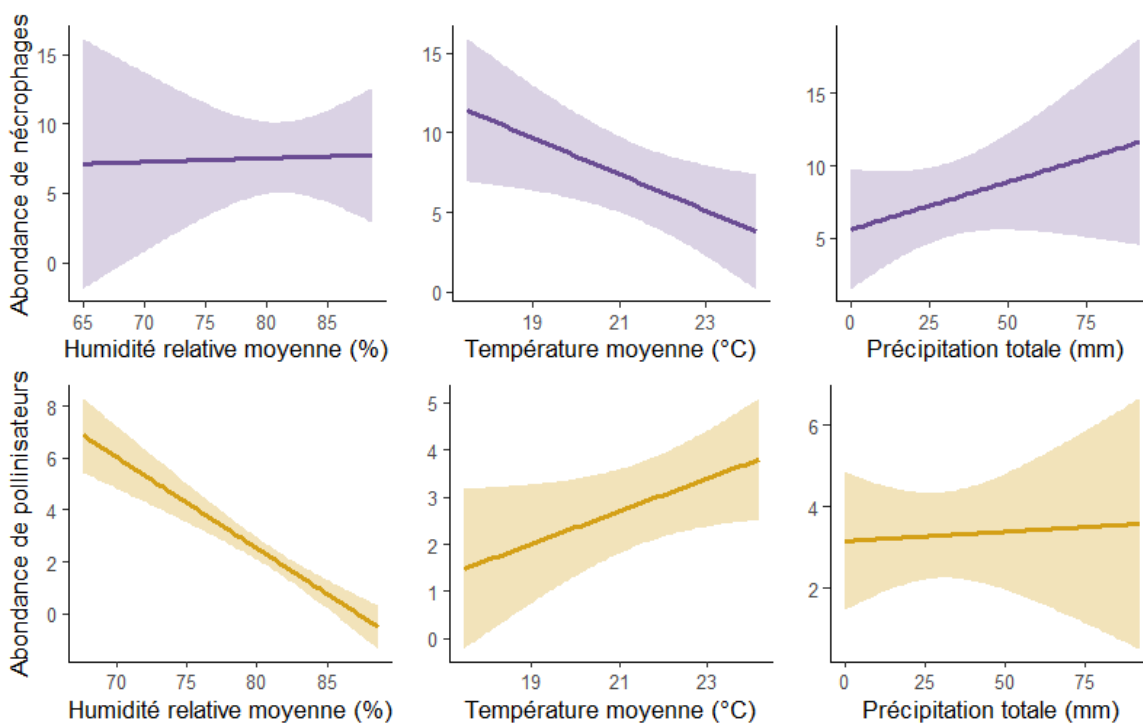 Abondance de nécrophages
15
10
5
0
65 70 75 80 85
Humidité relative moyenne (%)
15
10
5
0
19 21 23
Température moyenne (°C)
15
10
5
0 25 50 75
Précipitation totale (mm)
Abondance de pollinisateurs
8
6
4
2
0
70 75 80 85
Humidité relative moyenne (%)
5
4
3
2
1
0
19 21 23
Température moyenne (°C)
6
4
2
0 25 50 75
Précipitation totale (mm)